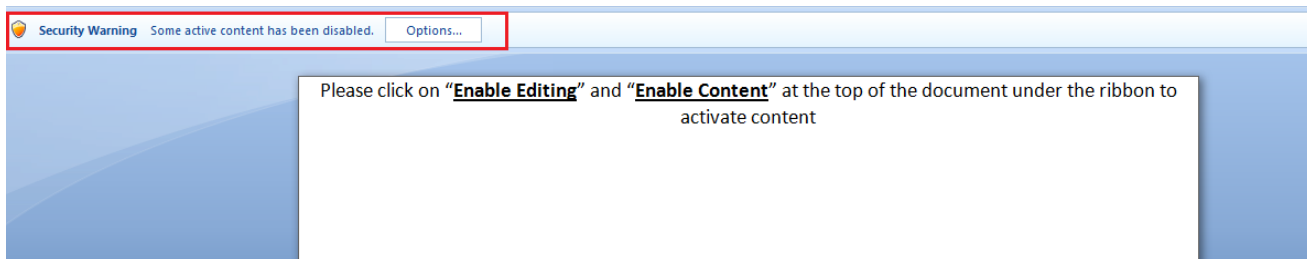 Security Warning Some active content has been disabled. Options...
Please click on “Enable Editing” and “Enable Content” at the top of the document under the ribbon to
activate content